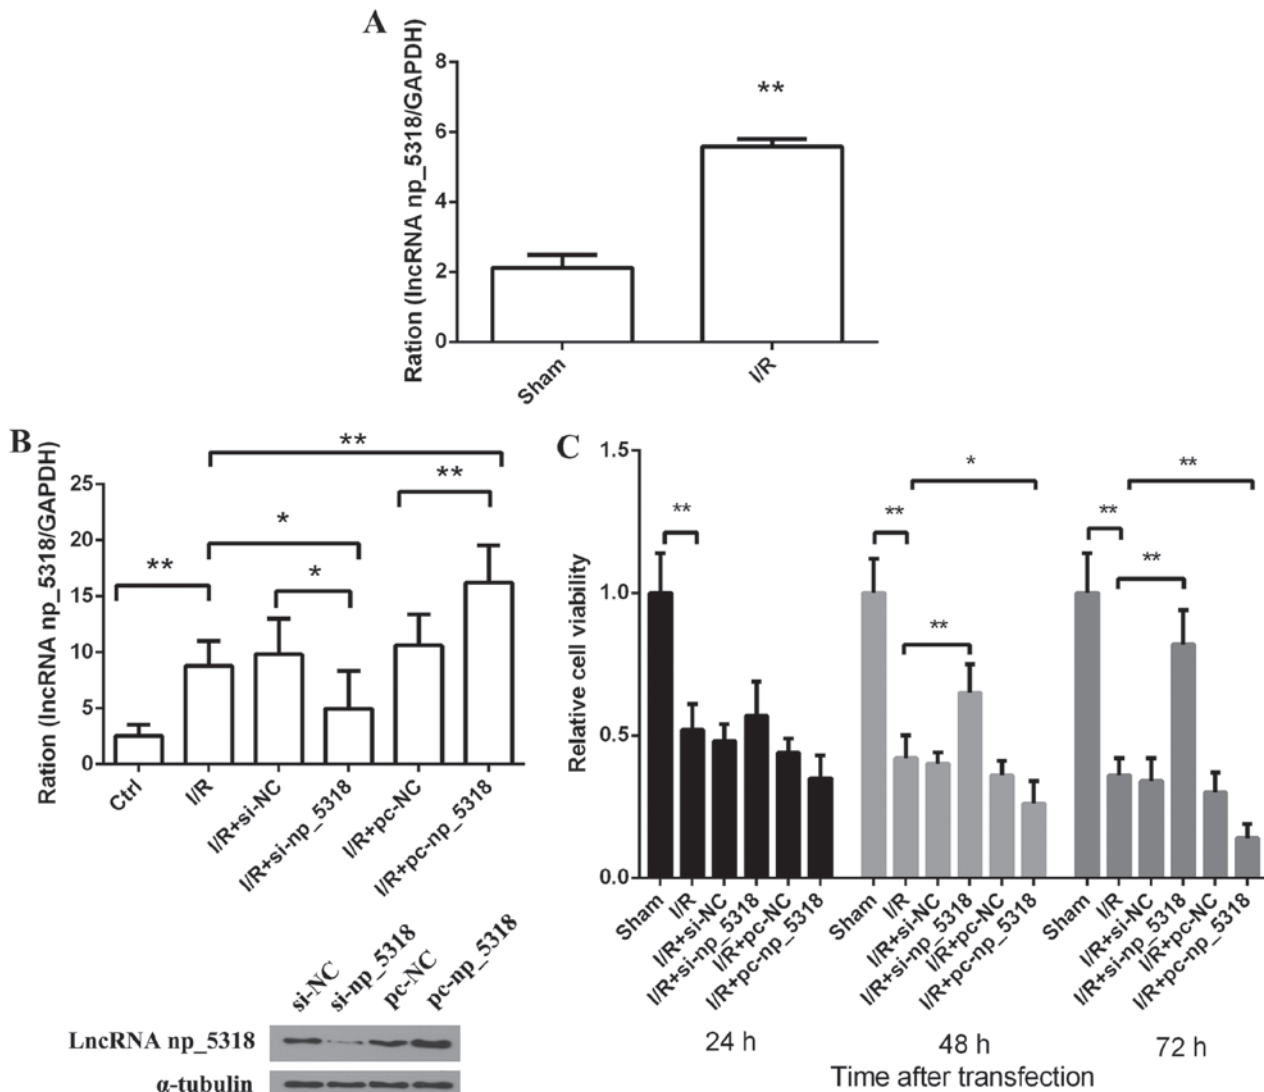 A
Ration (lncRNA np_5318/GAPDH)
8
6
4
2
0
**
Sham
I/R
B
Ration (lncRNA np_5318/GAPDH)
25
20
15
10
5
0
**
**
*
**
*
Ctrl
I/R
I/R+si-NC
I/R+si-np_5318
I/R+pc-NC
I/R+pc-np_5318
si-NC
si-np_5318
pc-NC
pc-np_5318
LncRNA np_5318
α-tubulin
C
Relative cell viability
1.5
1.0
0.5
0.0
**
*
**
**
**
**
**
Sham
I/R
I/R+si-NC
I/R+si-np_5318
I/R+pc-NC
I/R+pc-np_5318
Sham
I/R
I/R+si-NC
I/R+si-np_5318
I/R+pc-NC
I/R+pc-np_5318
Sham
I/R
I/R+si-NC
I/R+si-np_5318
I/R+pc-NC
I/R+pc-np_5318
24 h
48 h
72 h
Time after transfection